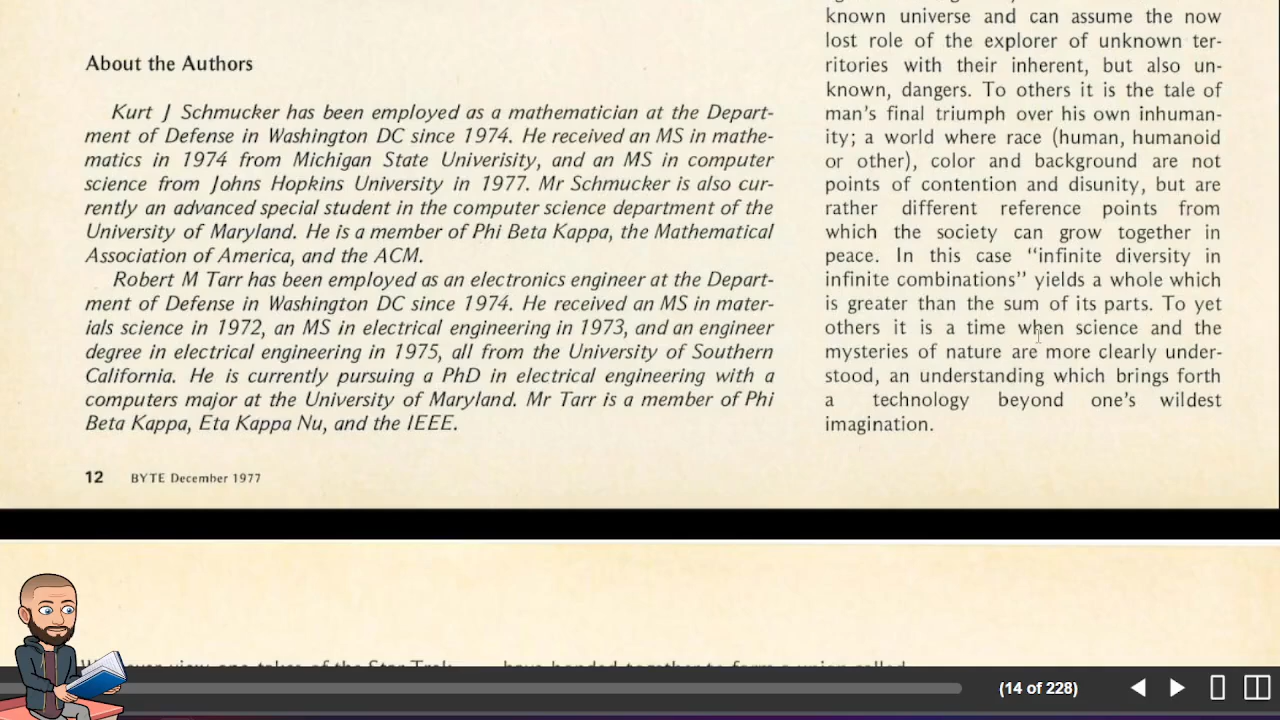 About the Authors
Kurt J Schmucker has been employed as a mathematician at the Depart-
ment of Defense in Washington DC since 1974. He received an MS in mathe-
matics in 1974 from Michigan State Univerisity, and an MS in computer
science from Johns Hopkins University in 1977. Mr Schmucker is also cur-
rently an advanced special student in the computer science department of the
University of Maryland. He is a member of Phi Beta Kappa, the Mathematical
Association of America, and the ACM.
Robert M Tarr has been employed as an electronics engineer at the Depart-
ment of Defense in Washington DC since 1974. He received an MS in mater-
ials science in 1972, an MS in electrical engineering in 1973, and an engineer
degree in electrical engineering in 1975, all from the University of Southern
California. He is currently pursuing a PhD in electrical engineering with a
computers major at the University of Maryland. Mr Tarr is a member of Phi
Beta Kappa, Eta Kappa Nu, and the IEEE.
12 BYTE December 1977
known universe and can assume the now
lost role of the explorer of unknown ter-
ritories with their inherent, but also un-
known, dangers. To others it is the tale of
man's final triumph over his own inhuman-
ity; a world where race (human, humanoid
or other), color and background are not
points of contention and disunity, but are
rather different reference points from
which the society can grow together in
peace. In this case "infinite diversity in
infinite combinations" yields a whole which
is greater than the sum of its parts. To yet
others it is a time when science and the
mysteries of nature are more clearly under-
stood, an understanding which brings forth
a technology beyond one's wildest
imagination.
view one takes of the Star Trek
have banded together to form a union called
(14 of 228)